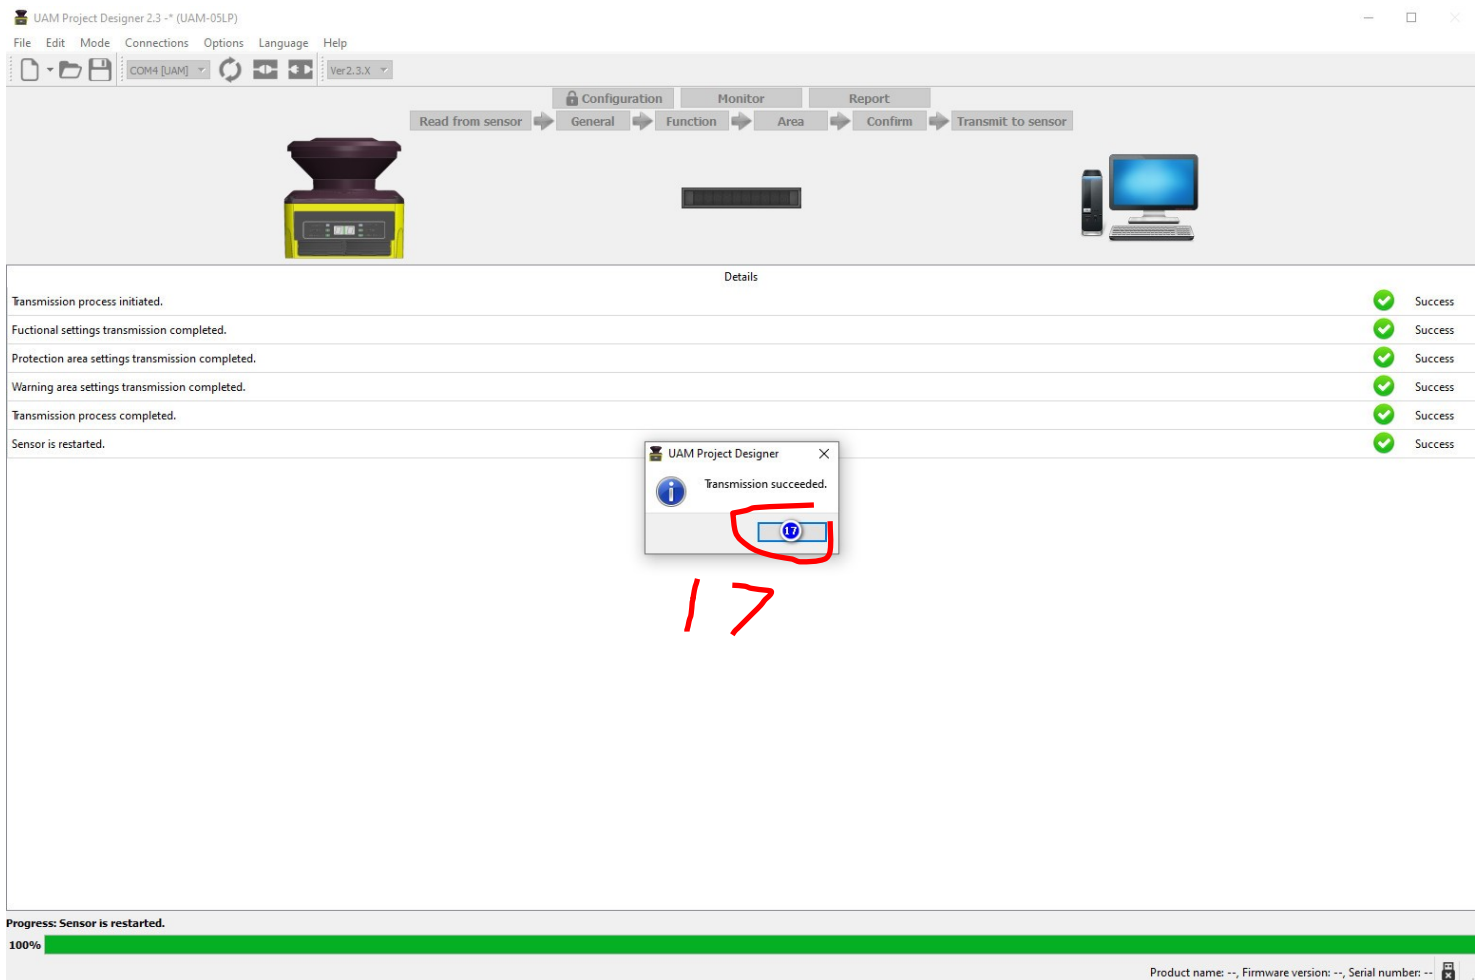 UAM Project Designer 2.3 -* (UAM-05LP)
File Edit Mode Connections Options Language Help
COM4 [UAM] Ver2.3.X
Configuration Monitor Report
Read from sensor General Function Area Confirm Transmit to sensor
Details
Transmission process initiated. Success
Fuctional settings transmission completed. Success
Protection area settings transmission completed. Success
Warning area settings transmission completed. Success
Transmission process completed. Success
Sensor is restarted. Success
UAM Project Designer
Transmission succeeded.
17
17
Progress: Sensor is restarted.
100%
Product name: --, Firmware version: --, Serial number: --